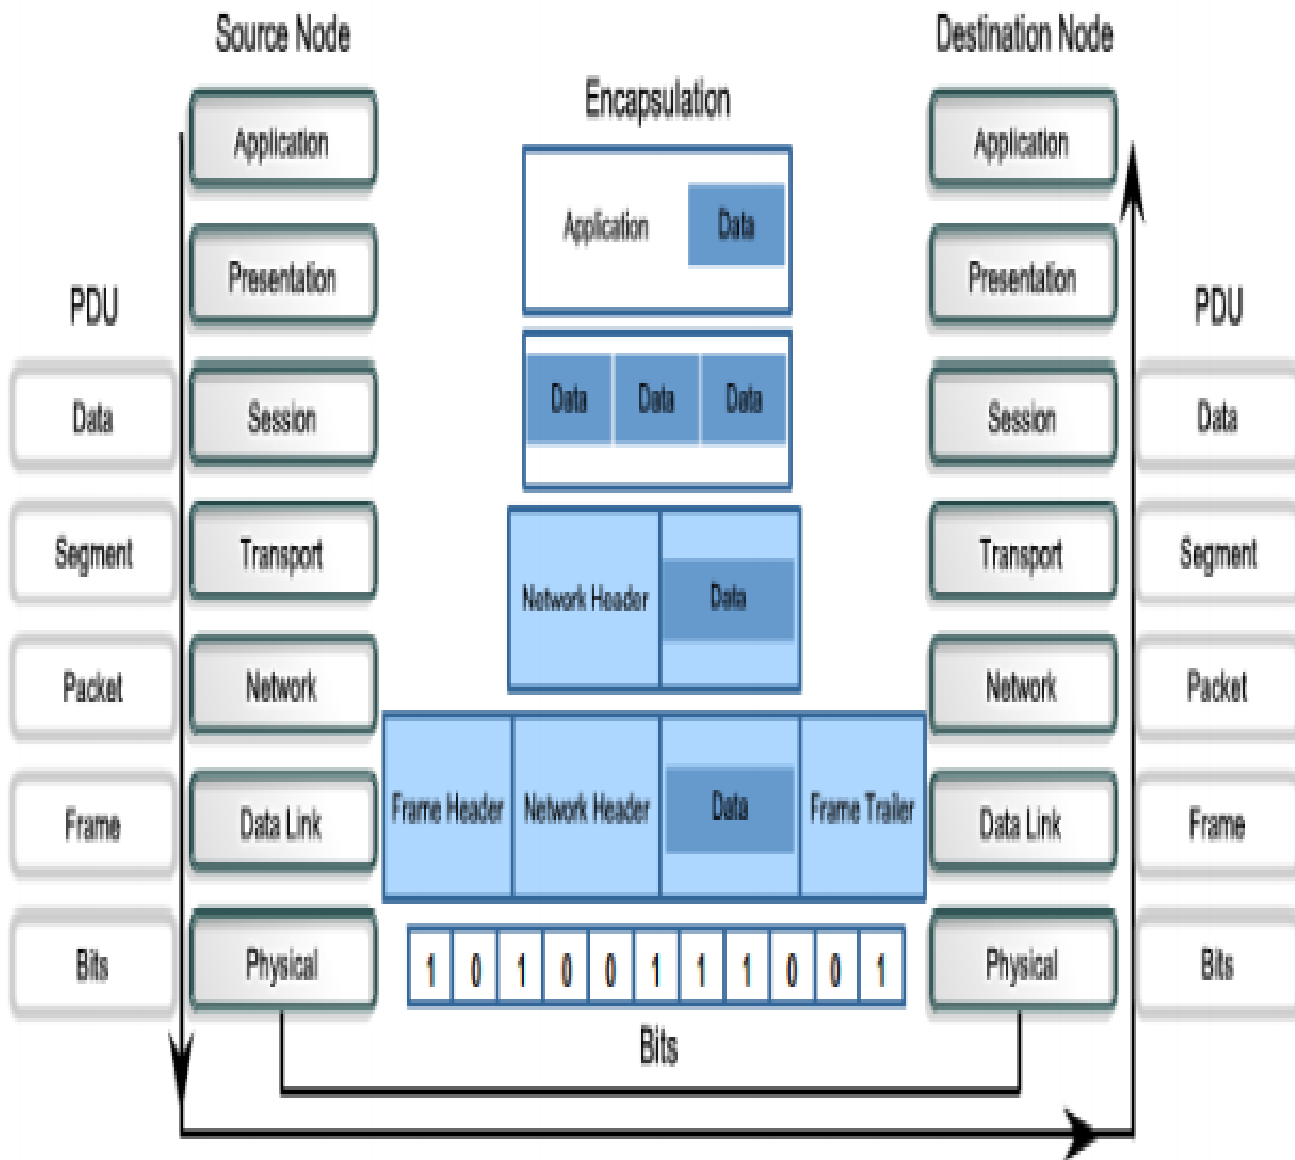 Source Node
Destination Node
Encapsulation
Application
Application
Data
Application
Presentation
Presentation
PDU
PDU
Data
Session
Data
Data
Data
Session
Data
Segment
Transport
Network Header
Data
Transport
Segment
Packet
Network
Network
Packet
Frame
Data Link
Frame Header
Network Header
Data
Frame Trailer
Data Link
Frame
Bits
Physical
1 0 1 0 0 1 1 1 0 0 1
Physical
Bits
Bits